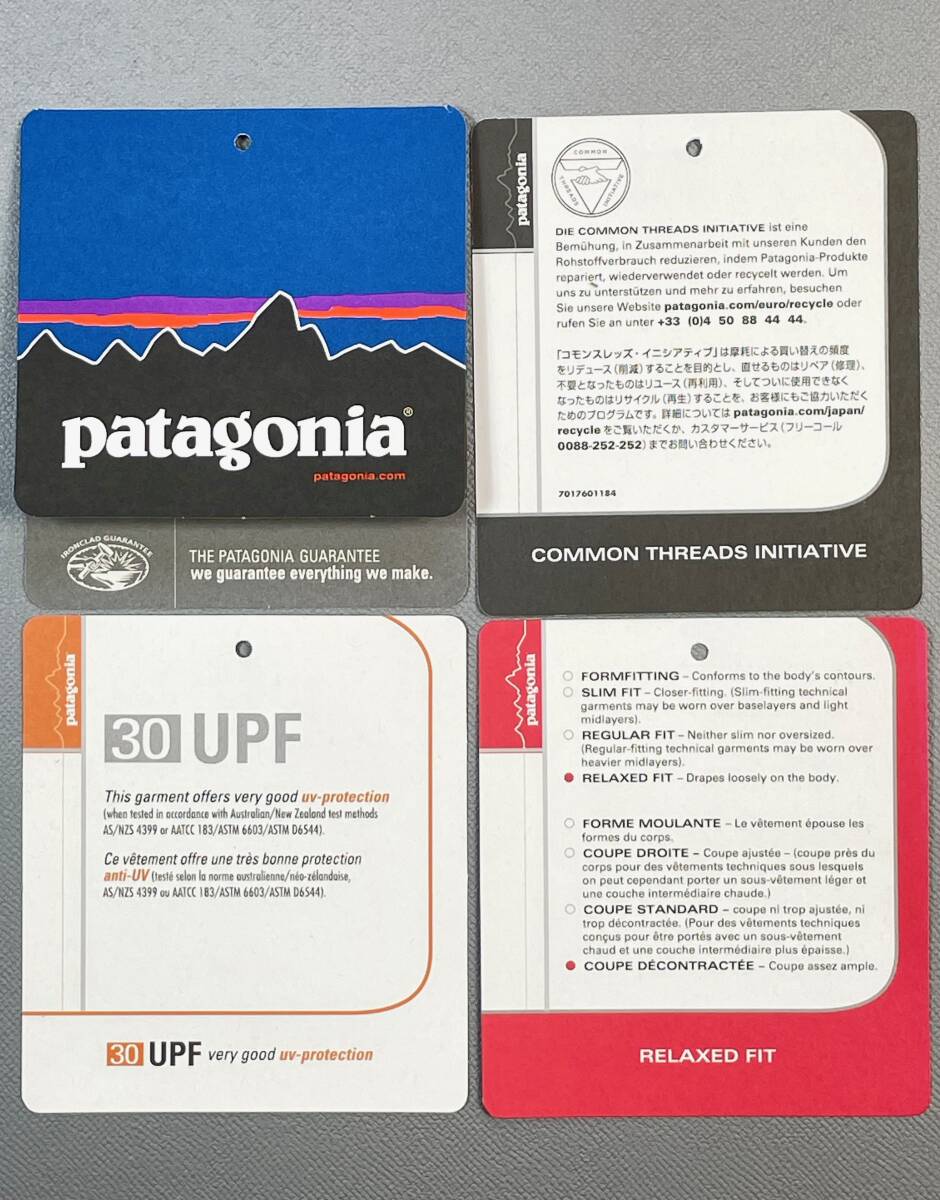 patagonia®
patagonia.com
IRONCLAD GUARANTEE
THE PATAGONIA GUARANTEE
we guarantee everything we make.
patagonia
COMMON
THREADS
INITIATIVE
DIE COMMON THREADS INITIATIVE ist eine
Bemühung, in Zusammenarbeit mit unseren Kunden den
Rohstoffverbrauch reduzieren, indem Patagonia-Produkte
repariert, wiederverwendet oder recycelt werden. Um
uns zu unterstützen und mehr zu erfahren, besuchen
Sie unsere Website patagonia.com/euro/recycle oder
rufen Sie an unter +33 (0)4 50 88 44 44.
「コモンスレッズ・イニシアティブ」は摩耗による買い替えの頻度
をリデュース(削減)することを目的とし、直せるものはリペア(修理)、
不要となったものはリユース(再利用)、そしてついに使用できなく
なったものはリサイクル(再生)することを、お客様にもご協力いただく
ためのプログラムです。詳細については patagonia.com/japan/
recycle をご覧いただくか、カスタマーサービス(フリーコール
0088-252-252)までお問い合わせください。
7017601184
COMMON THREADS INITIATIVE
patagonia
30 UPF
This garment offers very good uv-protection
(when tested in accordance with Australian/New Zealand test methods
AS/NZS 4399 or AATCC 183/ASTM 6603/ASTM D6544).
Ce vêtement offre une très bonne protection
anti-UV (testé selon la norme australienne/néo-zélandaise,
AS/NZS 4399 ou AATCC 183/ASTM 6603/ASTM D6544).
30 UPF very good uv-protection
patagonia
FORMFITTING – Conforms to the body's contours.
SLIM FIT – Closer-fitting. (Slim-fitting technical
garments may be worn over baselayers and light
midlayers).
REGULAR FIT – Neither slim nor oversized.
(Regular-fitting technical garments may be worn over
heavier midlayers).
RELAXED FIT – Drapes loosely on the body.
FORME MOULANTE – Le vêtement épouse les
formes du corps.
COUPE DROITE – Coupe ajustée – (coupe près du
corps pour des vêtements techniques sous lesquels
on peut cependant porter un sous-vêtement léger et
une couche intermédiaire chaude.)
COUPE STANDARD – coupe ni trop ajustée, ni
trop décontractée. (Pour des vêtements techniques
conçus pour être portés avec un sous-vêtement
chaud et une couche intermédiaire plus épaisse.)
COUPE DÉCONTRACTÉE – Coupe assez ample.
RELAXED FIT